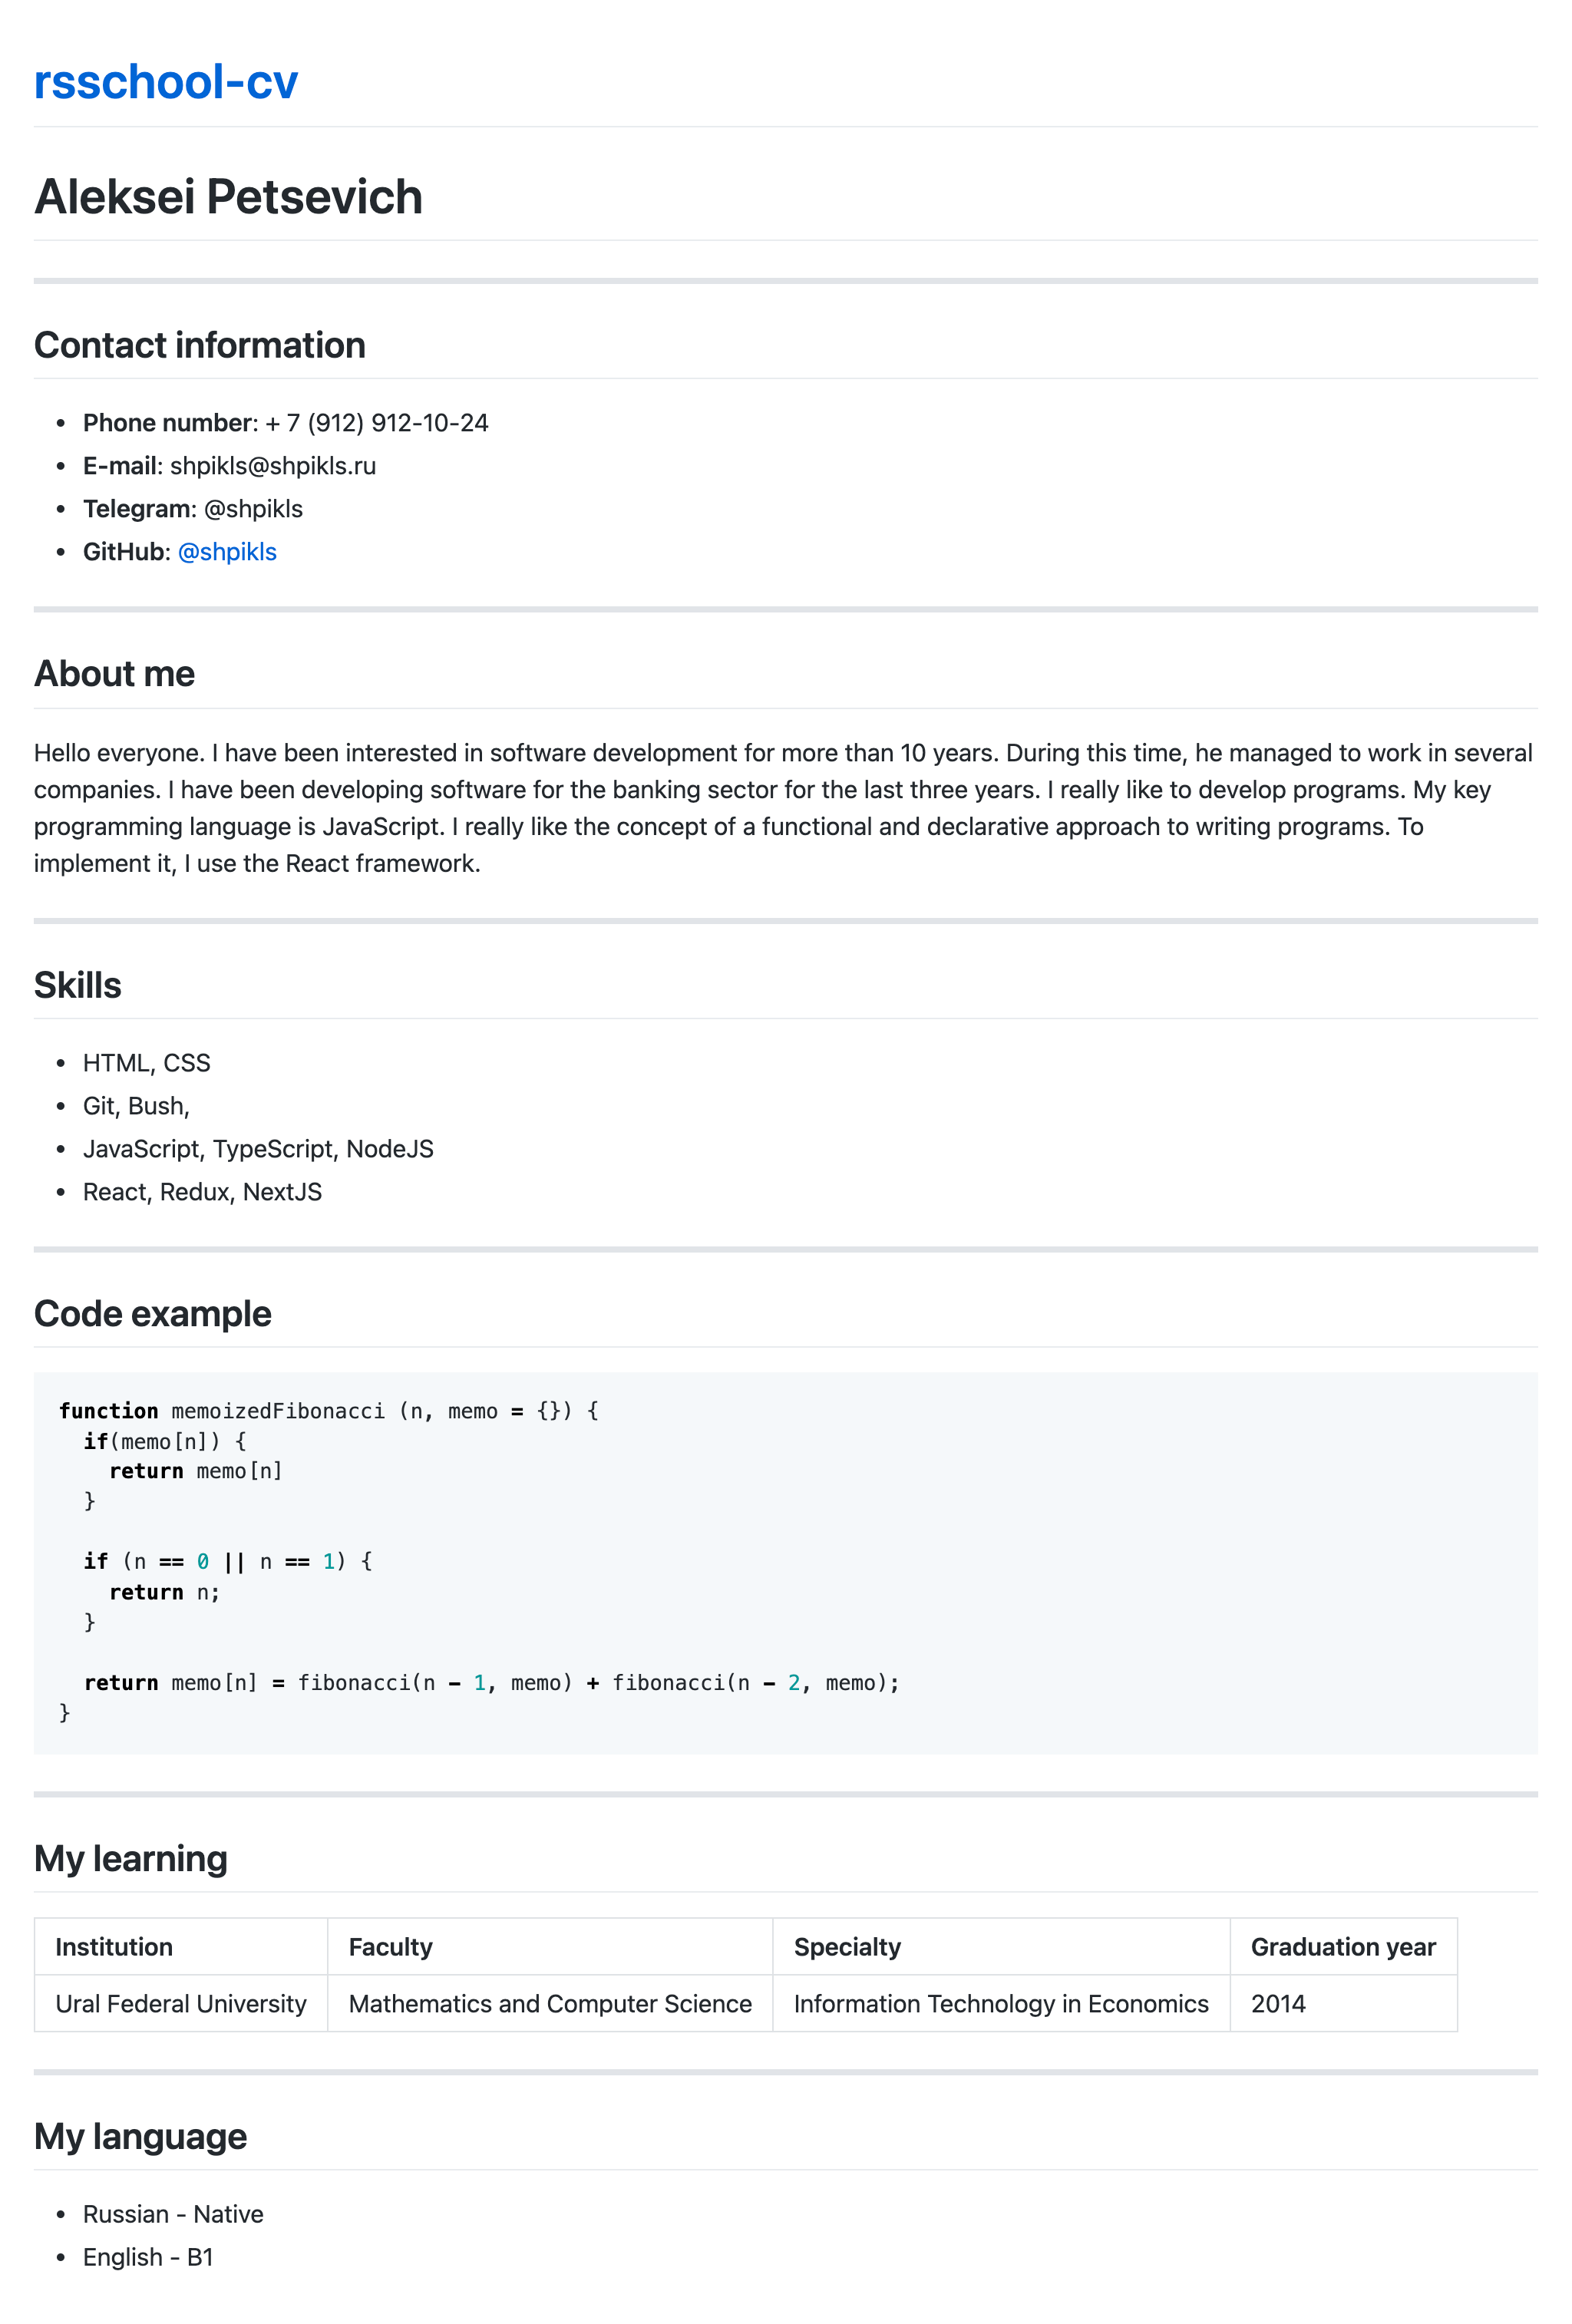 rsschool-cv
Aleksei Petsevich
Contact information
• Phone number: + 7 (912) 912-10-24
• E-mail: shpikls@shpikls.ru
• Telegram: @shpikls
• GitHub: @shpikls
About me
Hello everyone. I have been interested in software development for more than 10 years. During this time, he managed to work in several
companies. I have been developing software for the banking sector for the last three years. I really like to develop programs. My key
programming language is JavaScript. I really like the concept of a functional and declarative approach to writing programs. To
implement it, I use the React framework.
Skills
• HTML, CSS
• Git, Bush,
• JavaScript, TypeScript, NodeJS
• React, Redux, NextJS
Code example
function memoizedFibonacci (n, memo = {}) {
  if(memo[n]) {
    return memo[n]
  }
  if (n == 0 || n == 1) {
    return n;
  }
  return memo[n] = fibonacci(n - 1, memo) + fibonacci(n - 2, memo);
}
My learning
Institution Faculty Specialty Graduation year
Ural Federal University Mathematics and Computer Science Information Technology in Economics 2014
My language
• Russian - Native
• English - B1